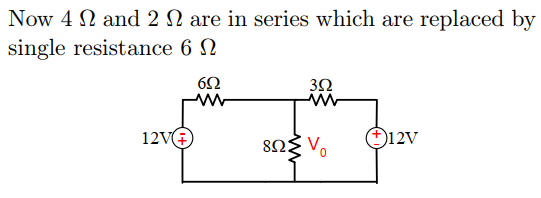 Now 4 Ω and 2 Ω are in series which are replaced by
single resistance 6 Ω
6Ω
3Ω
12V
8Ω
V₀
12V